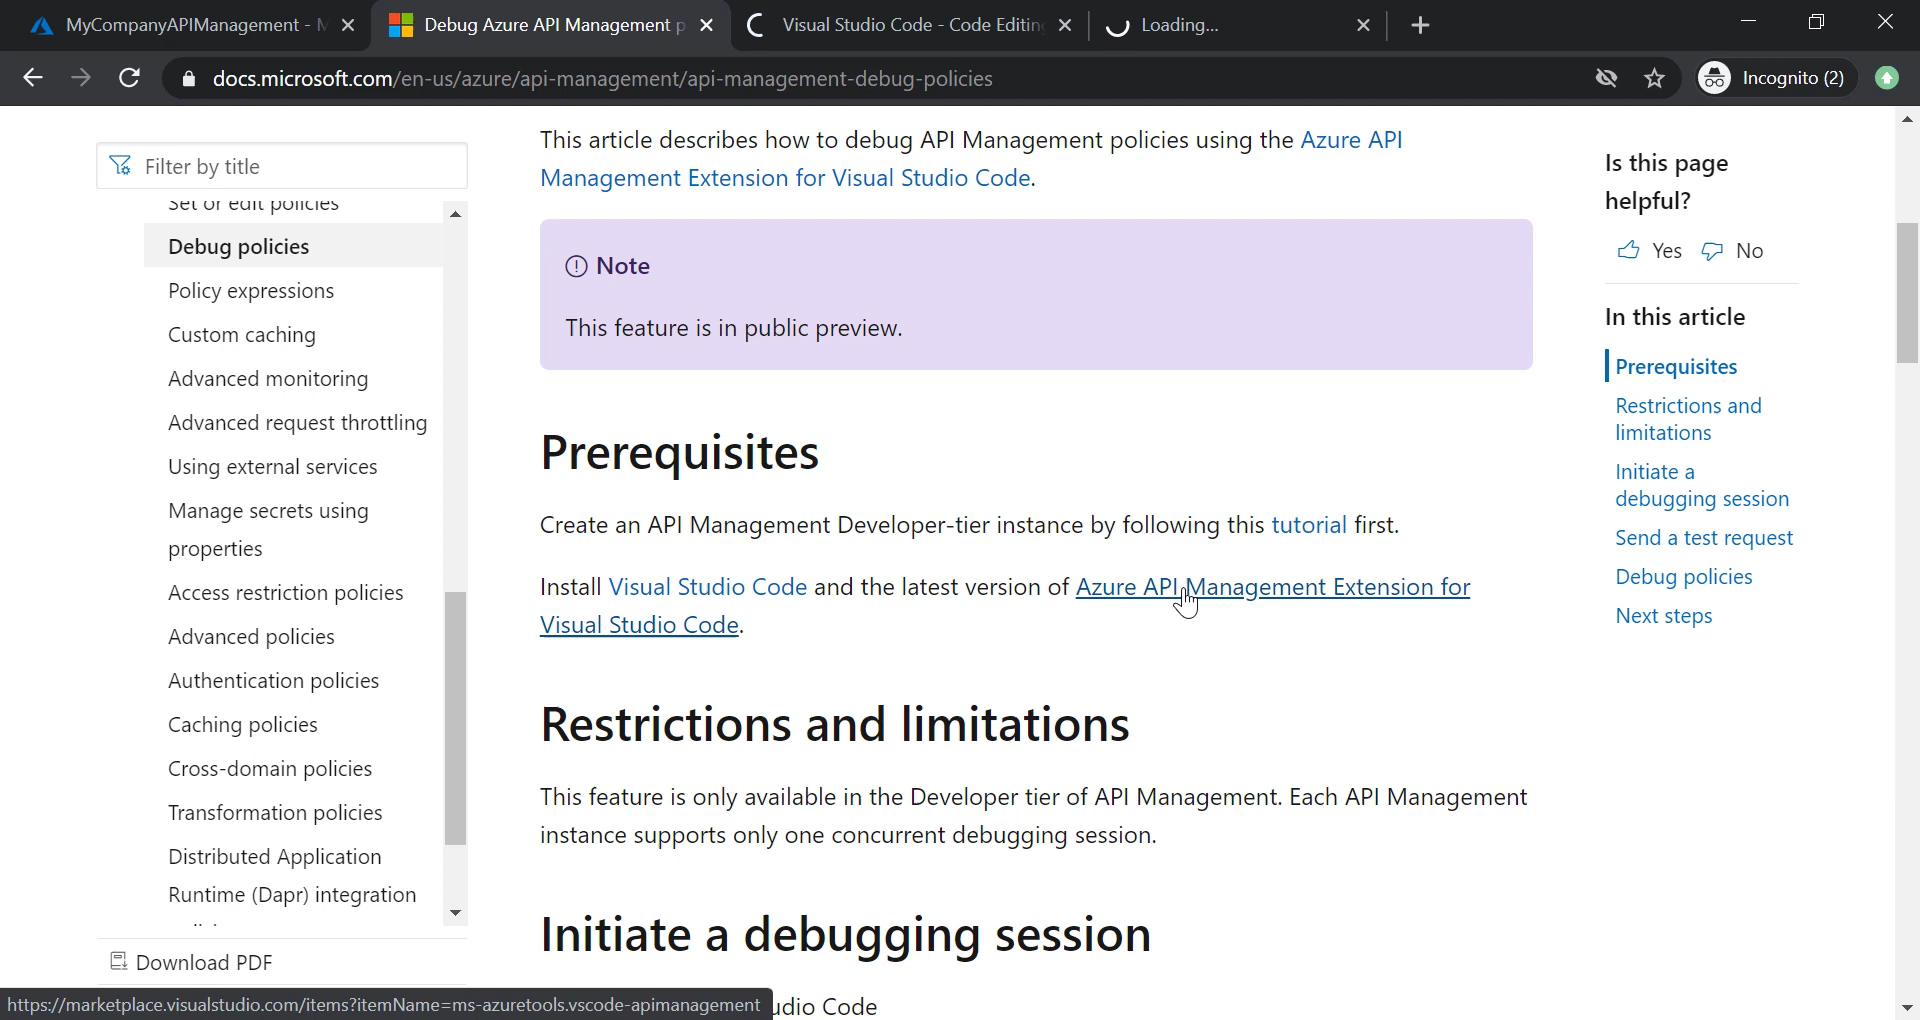 MyCompanyAPIManagement - M
Debug Azure API Management p
Visual Studio Code - Code Editin
Loading...
docs.microsoft.com/en-us/azure/api-management/api-management-debug-policies
Incognito (2)
Filter by title
Set or edit policies
Debug policies
Policy expressions
Custom caching
Advanced monitoring
Advanced request throttling
Using external services
Manage secrets using
properties
Access restriction policies
Advanced policies
Authentication policies
Caching policies
Cross-domain policies
Transformation policies
Distributed Application
Runtime (Dapr) integration
Download PDF
This article describes how to debug API Management policies using the Azure API
Management Extension for Visual Studio Code.
Note
This feature is in public preview.
Prerequisites
Create an API Management Developer-tier instance by following this tutorial first.
Install Visual Studio Code and the latest version of Azure API Management Extension for
Visual Studio Code.
Restrictions and limitations
This feature is only available in the Developer tier of API Management. Each API Management
instance supports only one concurrent debugging session.
Initiate a debugging session
udio Code
Is this page
helpful?
Yes
No
In this article
Prerequisites
Restrictions and
limitations
Initiate a
debugging session
Send a test request
Debug policies
Next steps
https://marketplace.visualstudio.com/items?itemName=ms-azuretools.vscode-apimanagement